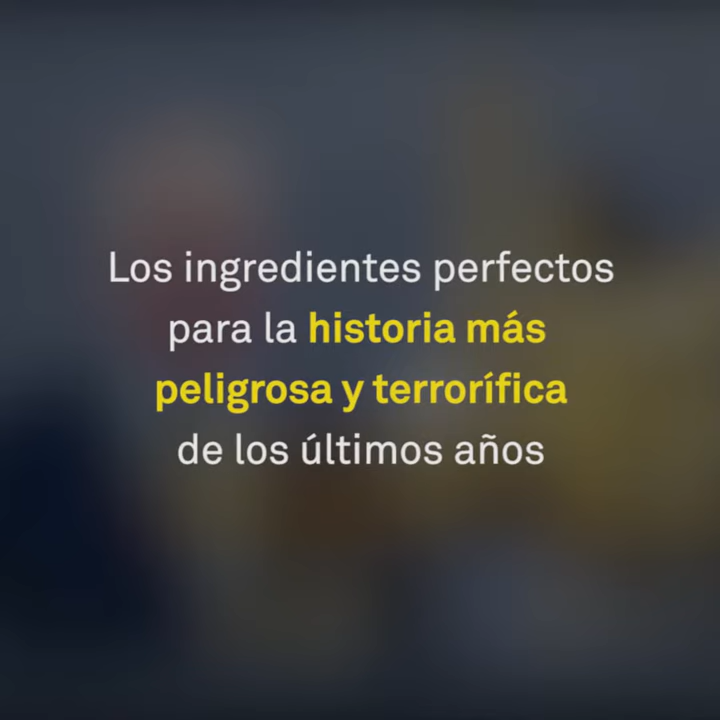 Los ingredientes perfectos
para la historia más
peligrosa y terrorífica
de los últimos años